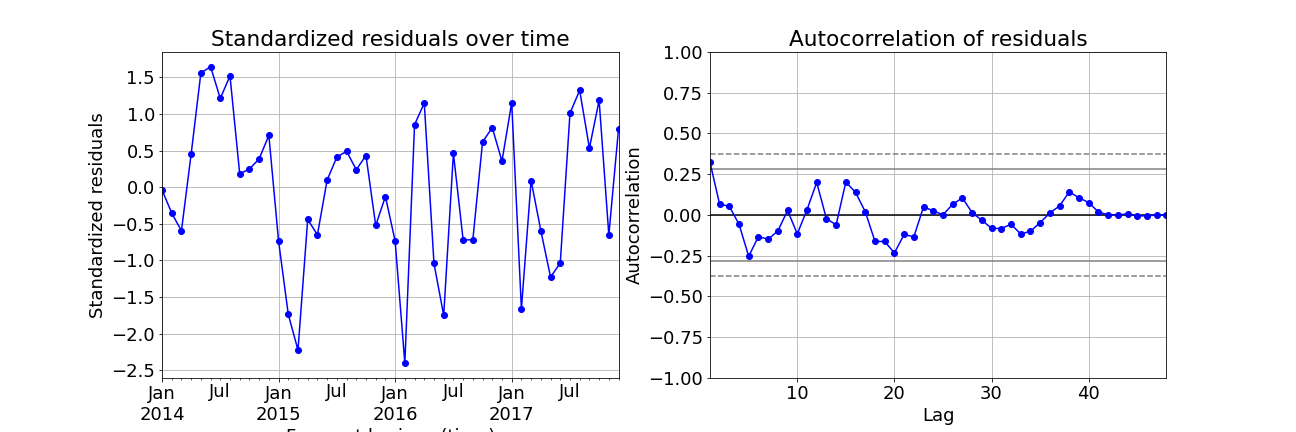 Standardized residuals over time
Standardized residuals
1.5
1.0
0.5
0.0
−0.5
−1.0
−1.5
−2.0
−2.5
Jan Jul Jan Jul Jan Jul Jan Jul
2014 2015 2016 2017
Autocorrelation of residuals
Autocorrelation
1.00
0.75
0.50
0.25
0.00
−0.25
−0.50
−0.75
−1.00
10 20 30 40
Lag